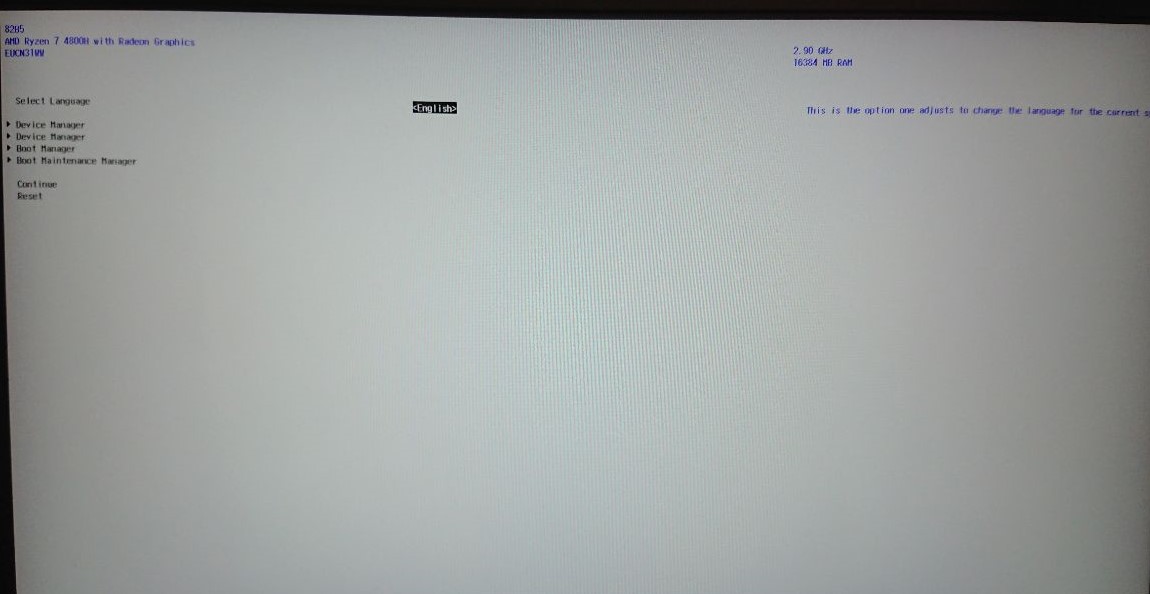 82B5
AMD Ryzen 7 4800H with Radeon Graphics
EUCN31WW
2.90 GHz
16384 MB RAM
Select Language
<English>
This is the option one adjusts to change the language for the current
Device Manager
Device Manager
Boot Manager
Boot Maintenance Manager
Continue
Reset